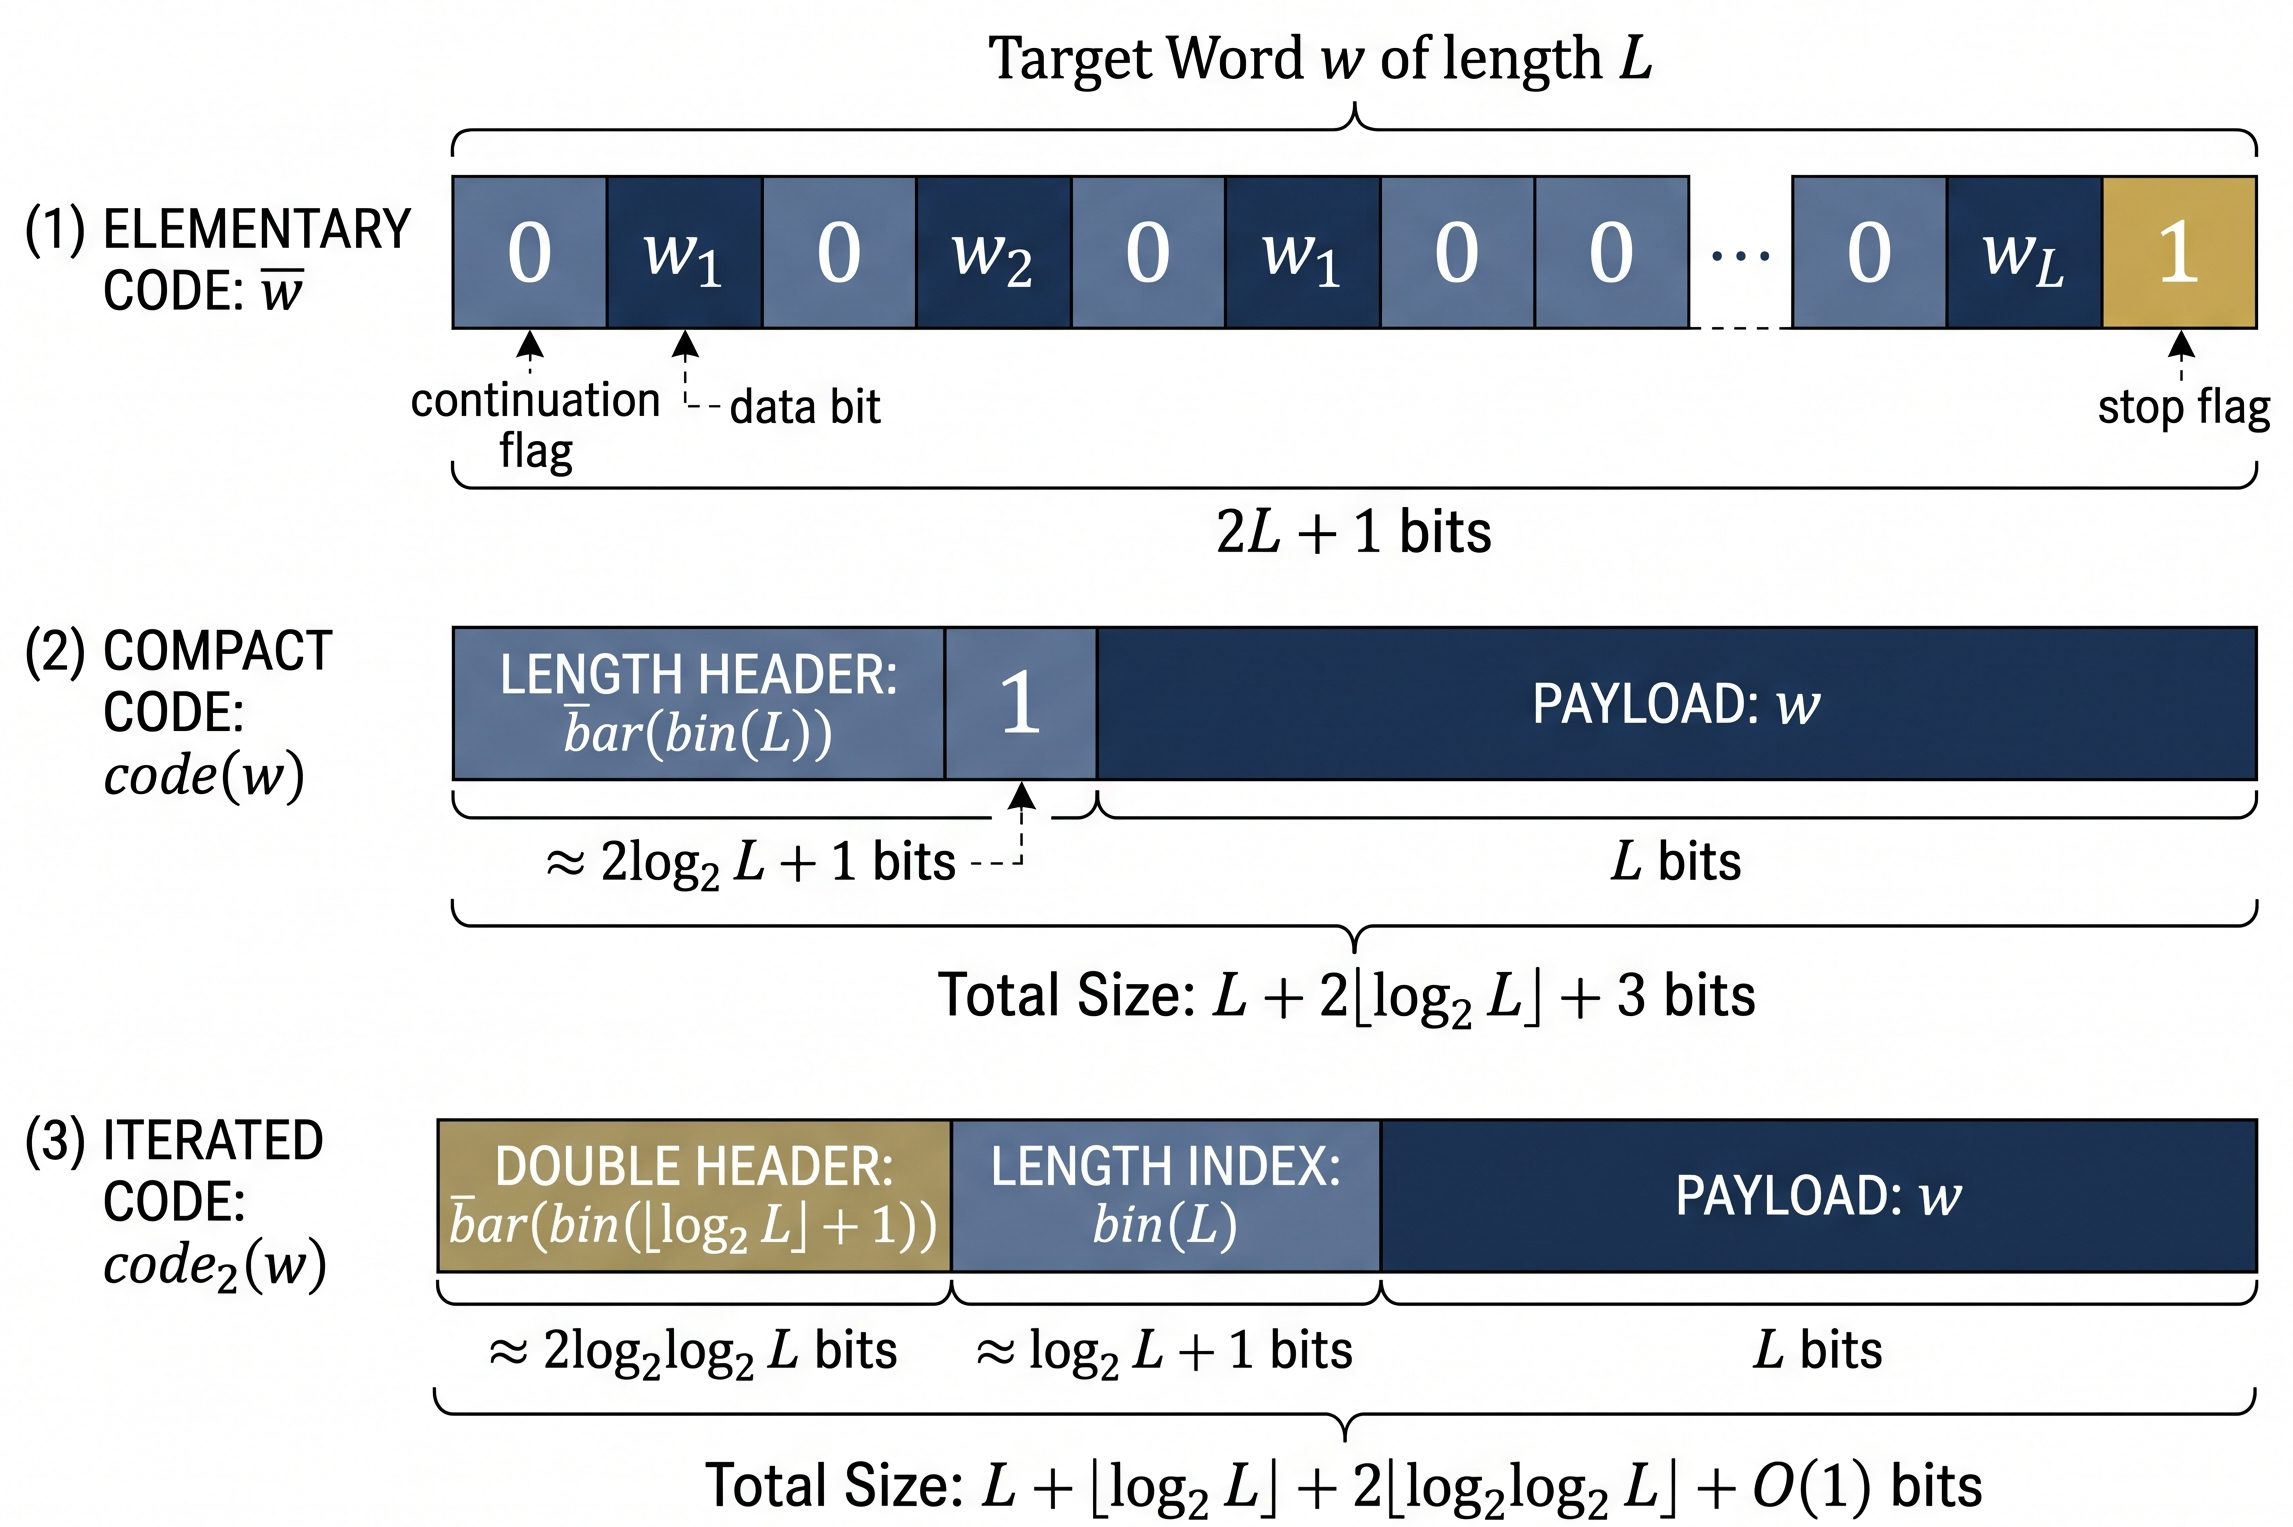 Target Word w of length L
(1) ELEMENTARY
CODE: w̅
0 w₁ 0 w₂ 0 w₁ 0 0 ... 0 w_L 1
continuation
flag
data bit
stop flag
2L + 1 bits
(2) COMPACT
CODE:
code(w)
LENGTH HEADER:
b̅ar(bin(L))
1
PAYLOAD: w
≈ 2log₂ L + 1 bits
L bits
Total Size: L + 2⌊log₂ L⌋ + 3 bits
(3) ITERATED
CODE:
code₂(w)
DOUBLE HEADER:
b̅ar(bin(⌊log₂ L⌋ + 1))
LENGTH INDEX:
bin(L)
PAYLOAD: w
≈ 2log₂log₂ L bits
≈ log₂ L + 1 bits
L bits
Total Size: L + ⌊log₂ L⌋ + 2⌊log₂log₂ L⌋ + O(1) bits